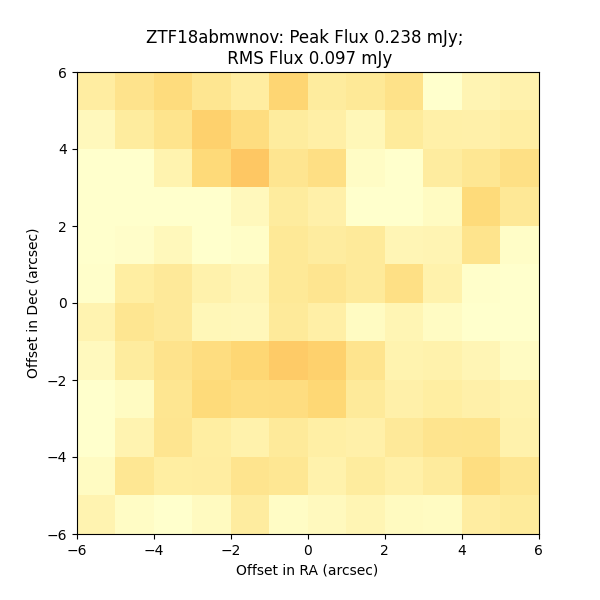 ZTF18abmwnov: Peak Flux 0.238 mJy;
RMS Flux 0.097 mJy
6
4
2
0
−2
−4
−6
Offset in Dec (arcsec)
−6 −4 −2 0 2 4 6
Offset in RA (arcsec)